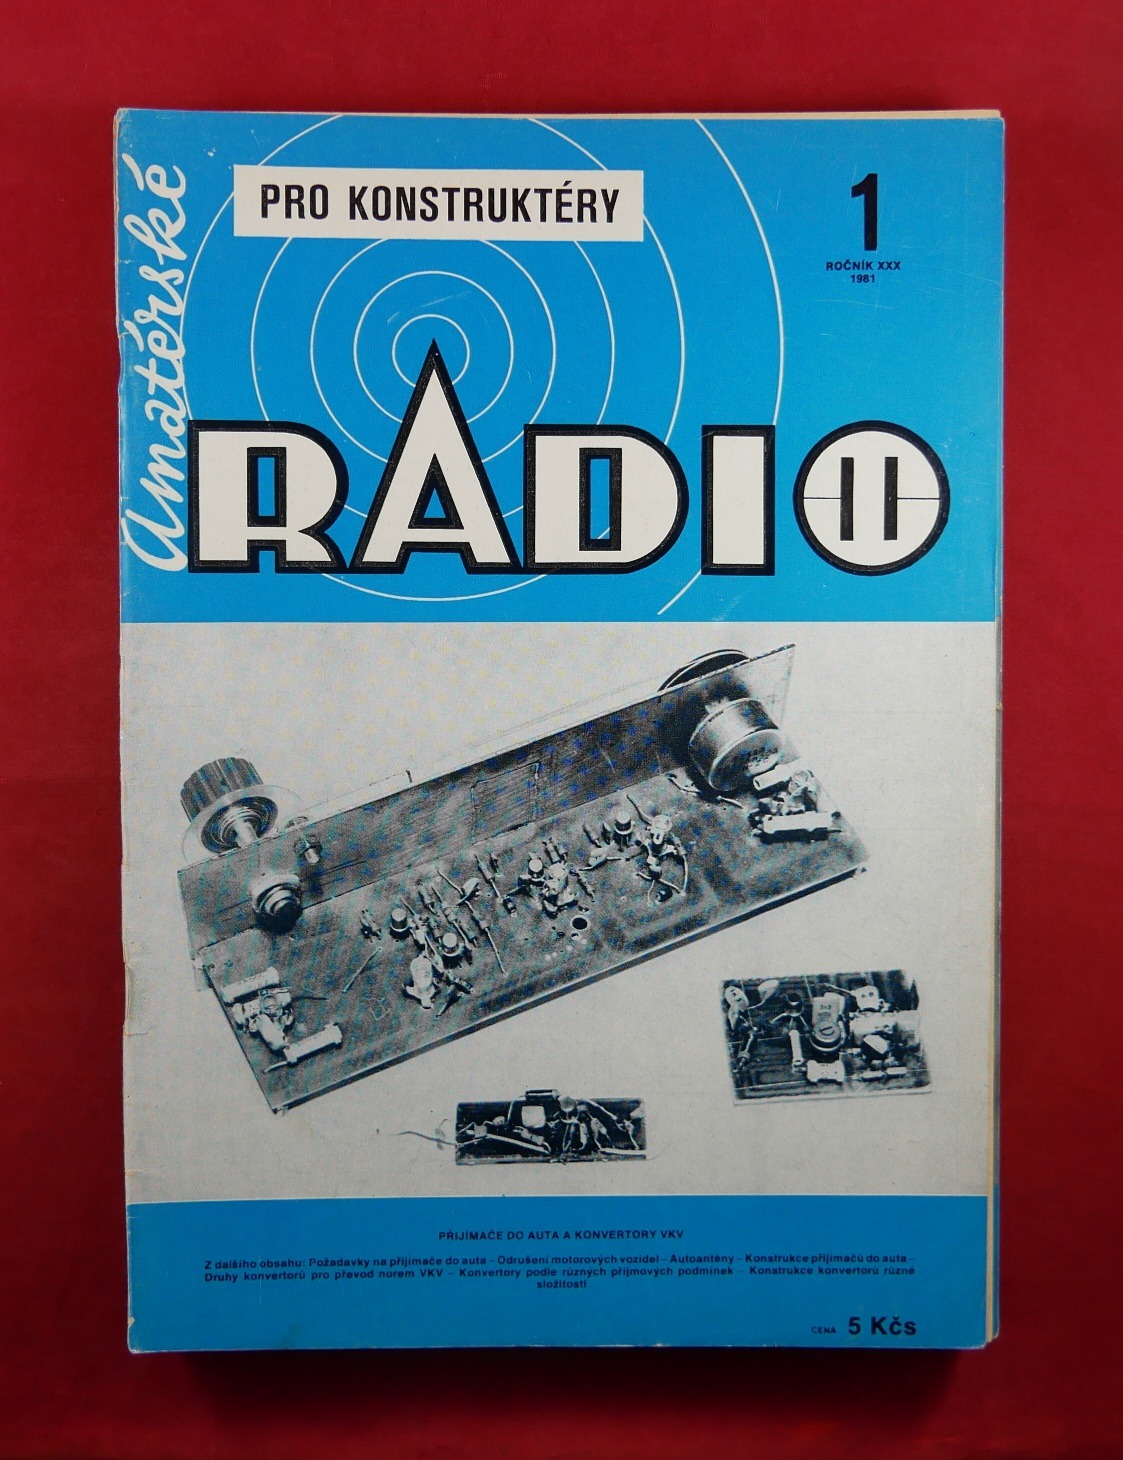 Amatérské
PRO KONSTRUKTÉRY
1
ROČNÍK XXX
1981
RADIO
PŘIJÍMAČE DO AUTA A KONVERTORY VKV
Z dalšího obsahu: Požadavky na přijímače do auta – Odrušení motorových vozidel – Autoantény – Konstrukce přijímačů do auta –
Druhy konvertorů pro převod norem VKV – Konvertory podle různých příjmových podmínek – Konstrukce konvertorů různé
složitosti
CENA 5 Kčs